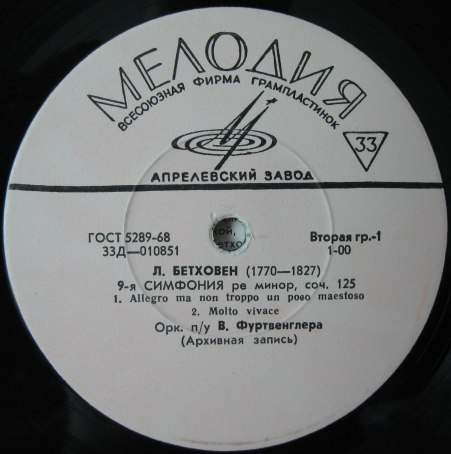 МЕЛОДИЯ
ВСЕСОЮЗНАЯ ФИРМА ГРАМПЛАСТИНОК
33
АПРЕЛЕВСКИЙ ЗАВОД
ГОСТ 5289-68
33Д—010851
Вторая гр.-1
1-00
Л. БЕТХОВЕН (1770—1827)
9-я СИМФОНИЯ ре минор, соч. 125
1. Allegro ma non troppo un poco maestoso
2. Molto vivace
Орк. п/у В. Фуртвенглера
(Архивная запись)